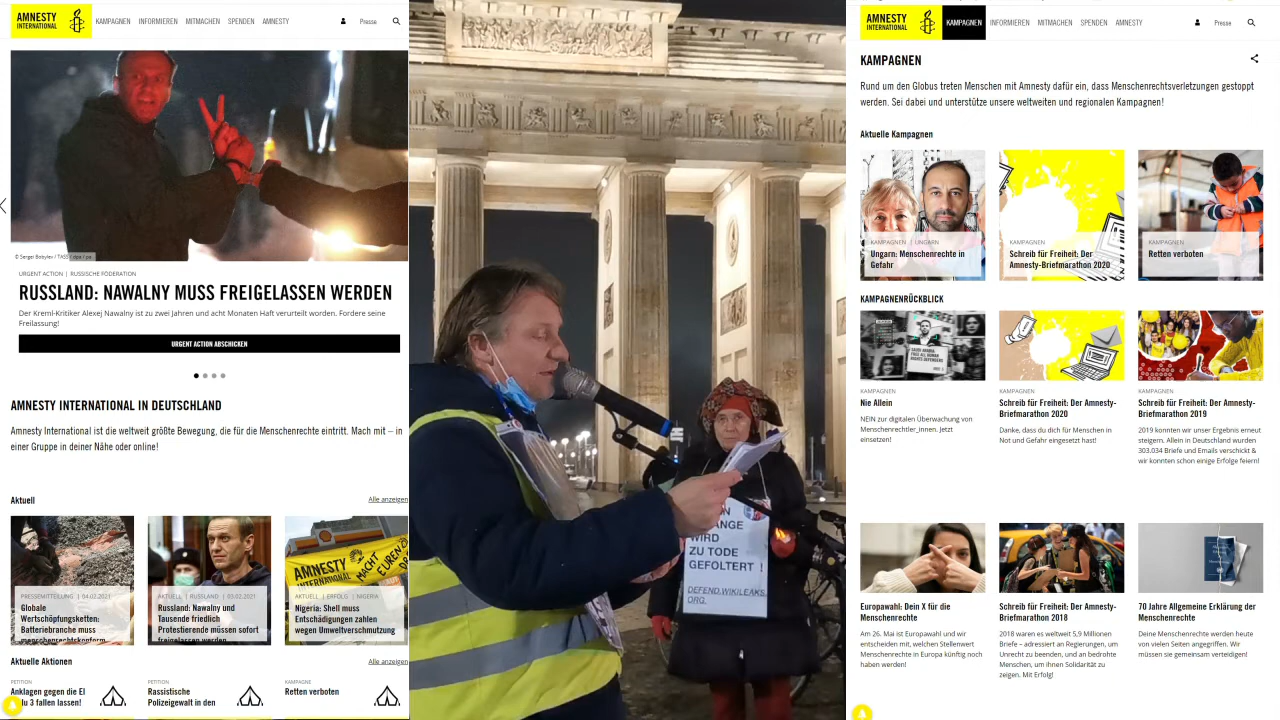 AMNESTY
INTERNATIONAL
KAMPAGNEN
INFORMIEREN
MITMACHEN
SPENDEN
AMNESTY
Presse
© Sergei Bobylev / TASS / dpa / pa
URGENT ACTION | RUSSISCHE FÖDERATION
RUSSLAND: NAWALNY MUSS FREIGELASSEN WERDEN
Der Kreml-Kritiker Alexej Nawalny ist zu zwei Jahren und acht Monaten Haft verurteilt worden. Fordere seine
Freilassung!
URGENT ACTION ABSCHICKEN
AMNESTY INTERNATIONAL IN DEUTSCHLAND
Amnesty International ist die weltweit größte Bewegung, die für die Menschenrechte eintritt. Mach mit – in
einer Gruppe in deiner Nähe oder online!
Aktuell
Alle anzeigen
PRESSEMITTEILUNG | 04.02.2021
Globale
Wertschöpfungsketten:
Batteriebranche muss
menschenrechtskonform
AKTUELL | RUSSLAND | 03.02.2021
Russland: Nawalny und
Tausende friedlich
Protestierende müssen sofort
freigelassen werden
AMNESTY
INTERNATIONAL
MACHT
EUREN
AKTUELL | ERFOLG | NIGERIA
Nigeria: Shell muss
Entschädigungen zahlen
wegen Umweltverschmutzung
Aktuelle Aktionen
Alle anzeigen
PETITION
Anklagen gegen die El
3 fallen lassen!
PETITION
Rassistische
Polizeigewalt in den
KAMPAGNE
Retten verboten
WIRD
ZU TODE
GEFOLTERT !
DEFEND.WIKILEAKS.
ORG.
AMNESTY
INTERNATIONAL
KAMPAGNEN
INFORMIEREN
MITMACHEN
SPENDEN
AMNESTY
Presse
KAMPAGNEN
Rund um den Globus treten Menschen mit Amnesty dafür ein, dass Menschenrechtsverletzungen gestoppt
werden. Sei dabei und unterstütze unsere weltweiten und regionalen Kampagnen!
Aktuelle Kampagnen
KAMPAGNEN | UNGARN
Ungarn: Menschenrechte in
Gefahr
KAMPAGNEN
Schreib für Freiheit: Der
Amnesty-Briefmarathon 2020
KAMPAGNEN
Retten verboten
KAMPAGNENRÜCKBLICK
KAMPAGNEN
Nie Allein
NEIN zur digitalen Überwachung von
Menschenrechtler_innen. Jetzt
einsetzen!
KAMPAGNEN
Schreib für Freiheit: Der Amnesty-
Briefmarathon 2020
Danke, dass du dich für Menschen in
Not und Gefahr eingesetzt hast!
KAMPAGNEN
Schreib für Freiheit: Der Amnesty-
Briefmarathon 2019
2019 konnten wir unser Ergebnis erneut
steigern. Allein in Deutschland wurden
303.034 Briefe und Emails verschickt &
wir konnten schon einige Erfolge feiern!
Europawahl: Dein X für die
Menschenrechte
Am 26. Mai ist Europawahl und wir
entscheiden mit, welchen Stellenwert
Menschenrechte in Europa künftig noch
haben werden!
Schreib für Freiheit: Der Amnesty-
Briefmarathon 2018
2018 waren es weltweit 5,9 Millionen
Briefe – adressiert an Regierungen, um
Unrecht zu beenden, und an bedrohte
Menschen, um ihnen Solidarität zu
zeigen. Mit Erfolg!
70 Jahre Allgemeine Erklärung der
Menschenrechte
Deine Menschenrechte werden heute
von vielen Seiten angegriffen. Wir
müssen sie gemeinsam verteidigen!